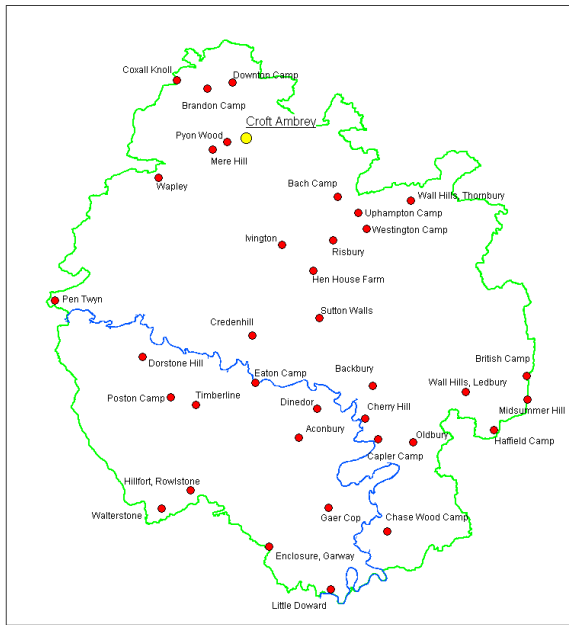 Coxall Knoll
Downton Camp
Brandon Camp
Croft Ambrey
Pyon Wood
Mere Hill
Wapley
Bach Camp
Wall Hills, Thornbury
Uphampton Camp
Westington Camp
Ivington
Risbury
Hen House Farm
Pen Twyn
Sutton Walls
Credenhill
Dorstone Hill
British Camp
Eaton Camp
Backbury
Wall Hills, Ledbury
Poston Camp
Timberline
Dinedor
Cherry Hill
Midsummer Hill
Aconbury
Oldbury
Haffield Camp
Capler Camp
Hillfort, Rowlstone
Walterstone
Gaer Cop
Chase Wood Camp
Enclosure, Garway
Little Doward